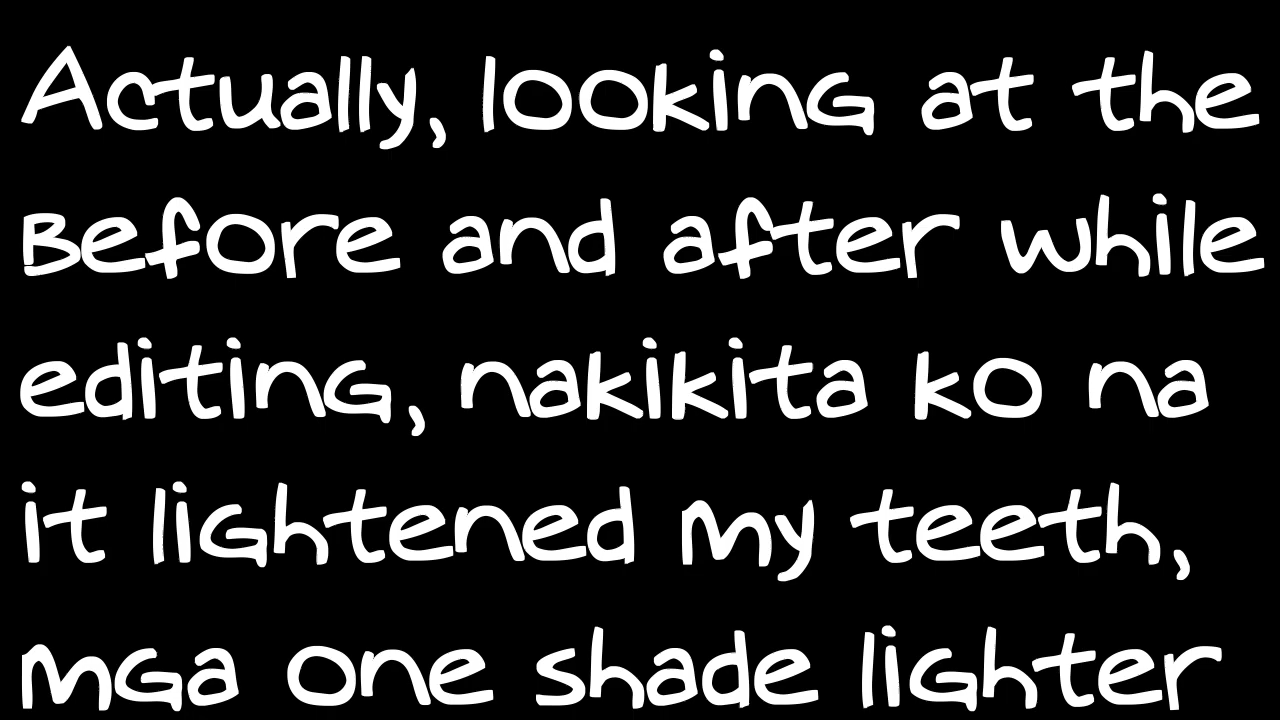 Actually, looking at the
Before and after while
editing, nakikita ko na
it lightened my teeth,
mga one shade lighter